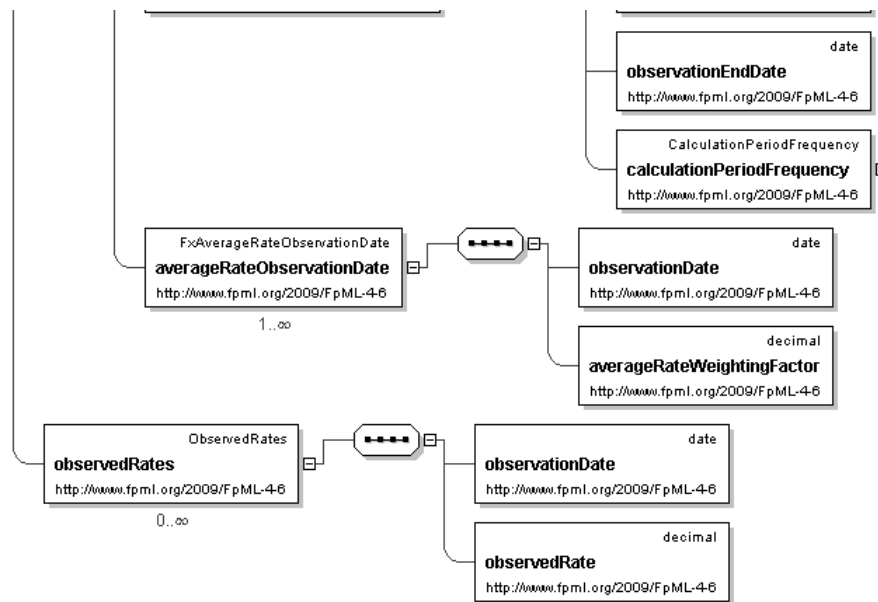 date
observationEndDate
http://www.fpml.org/2009/FpML-4-6
CalculationPeriodFrequency
calculationPeriodFrequency
http://www.fpml.org/2009/FpML-4-6
FxAverageRateObservationDate
averageRateObservationDate
http://www.fpml.org/2009/FpML-4-6
1..∞
date
observationDate
http://www.fpml.org/2009/FpML-4-6
decimal
averageRateWeightingFactor
http://www.fpml.org/2009/FpML-4-6
ObservedRates
observedRates
http://www.fpml.org/2009/FpML-4-6
0..∞
date
observationDate
http://www.fpml.org/2009/FpML-4-6
decimal
observedRate
http://www.fpml.org/2009/FpML-4-6